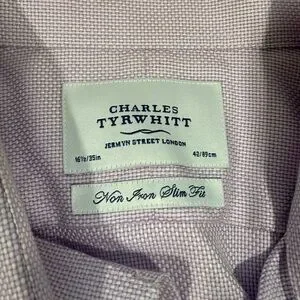 CHARLES
TYRWHITT
JERMYN STREET LONDON
16½/35in 42/89cm
Non Iron Slim Fit